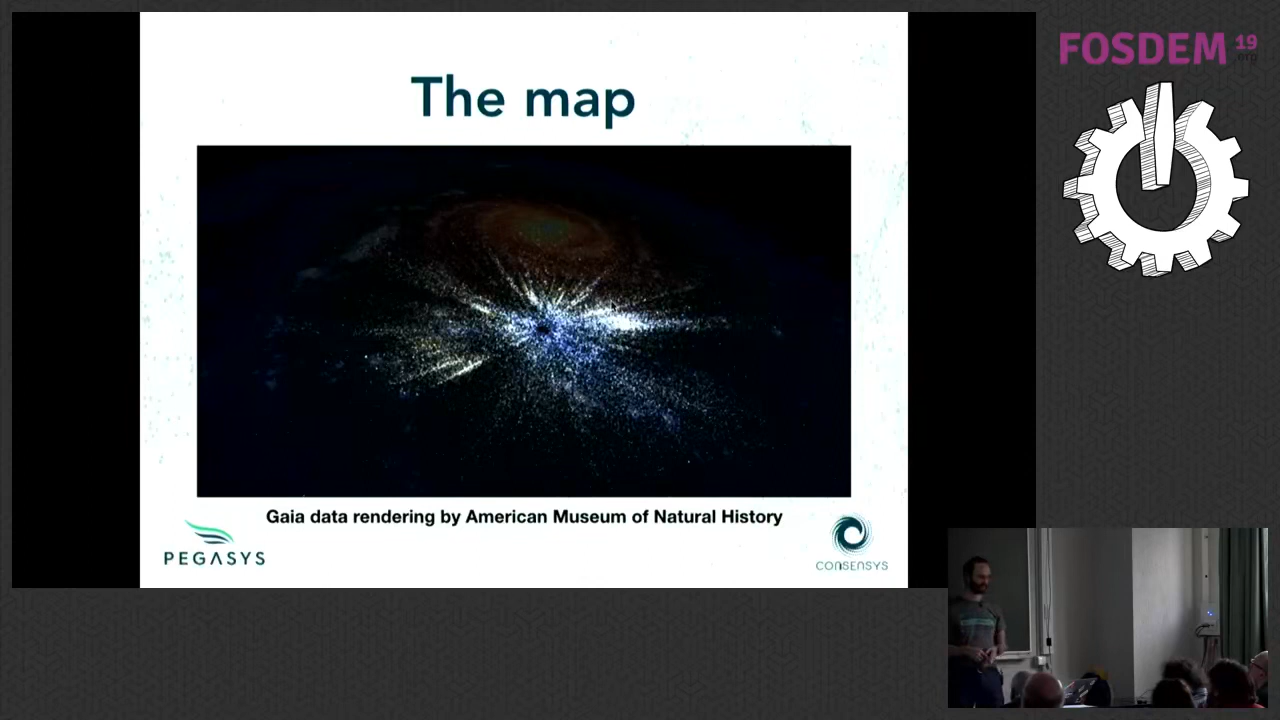 The map
Gaia data rendering by American Museum of Natural History
PEGASYS
CONSENSYS
FOSDEM 19
.org